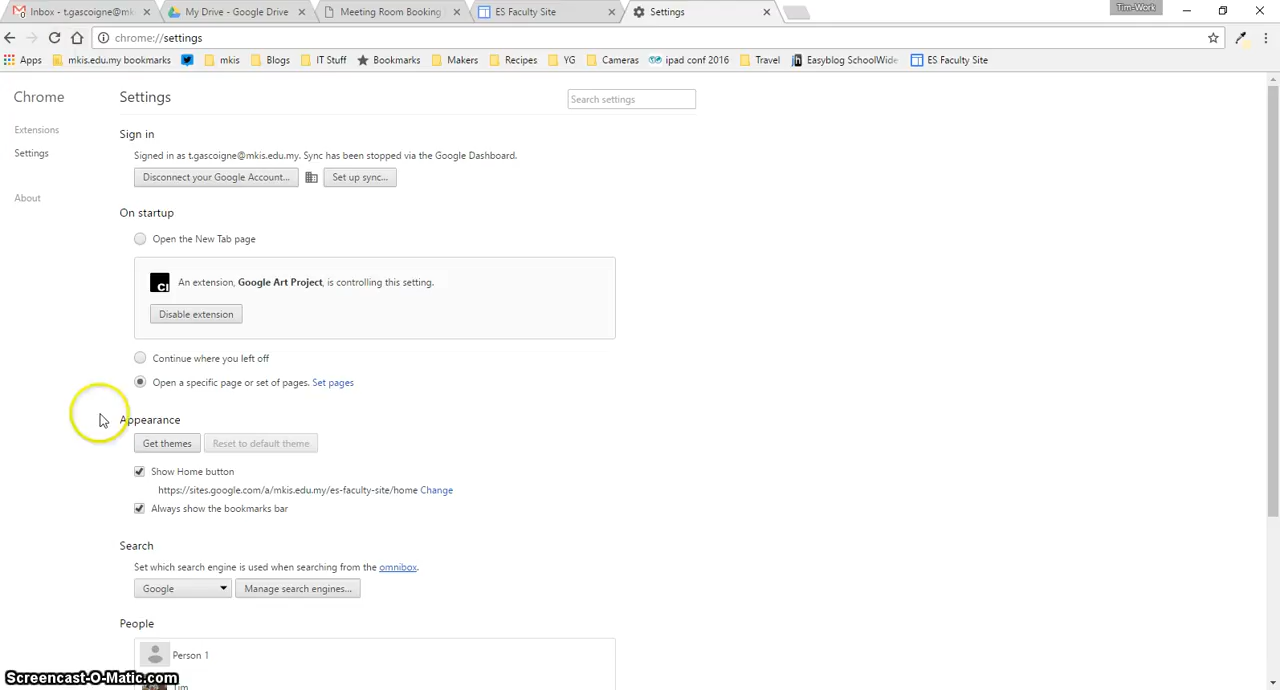 Inbox - t.gascoigne@mk
My Drive - Google Drive
Meeting Room Booking
ES Faculty Site
Settings
Tim-Work
chrome://settings
Apps
mkis.edu.my bookmarks
mkis
Blogs
IT Stuff
Bookmarks
Makers
Recipes
YG
Cameras
ipad conf 2016
Travel
Easyblog SchoolWide
ES Faculty Site
Chrome
Extensions
Settings
About
Settings
Search settings
Sign in
Signed in as t.gascoigne@mkis.edu.my. Sync has been stopped via the Google Dashboard.
Disconnect your Google Account...
Set up sync...
On startup
Open the New Tab page
CI
An extension, Google Art Project, is controlling this setting.
Disable extension
Continue where you left off
Open a specific page or set of pages. Set pages
Appearance
Get themes
Reset to default theme
Show Home button
https://sites.google.com/a/mkis.edu.my/es-faculty-site/home Change
Always show the bookmarks bar
Search
Set which search engine is used when searching from the omnibox.
Google
Manage search engines...
People
Person 1
Tim
Screencast-O-Matic.com